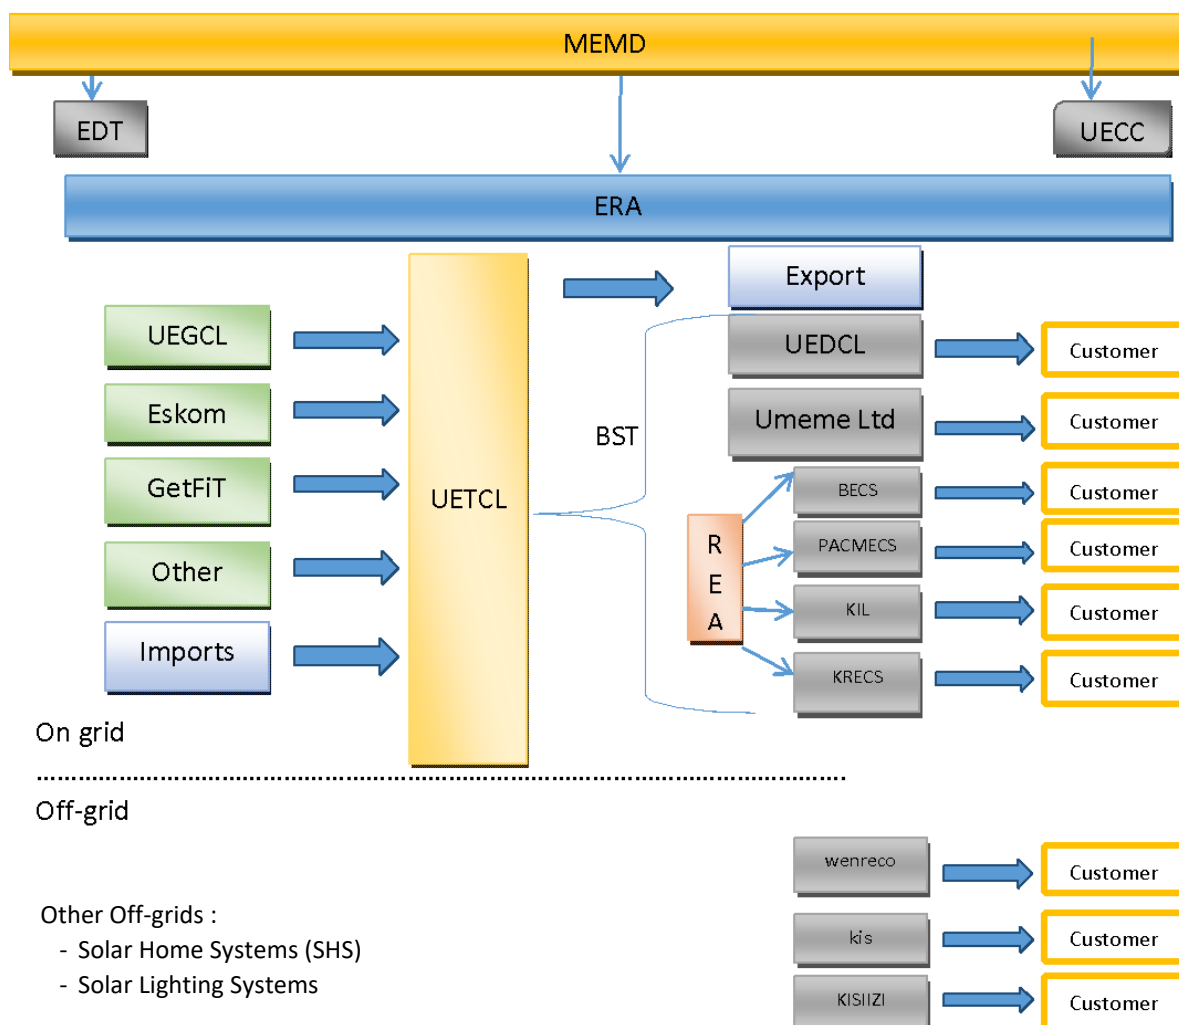 MEMD
EDT
UECC
ERA
Export
UEGCL
UEDCL
Customer
Eskom
Umeme Ltd
Customer
BST
GetFiT
UETCL
BECS
Customer
R
E
A
PACMECS
Customer
Other
KIL
Customer
Imports
KRECS
Customer
On grid
Off-grid
wenreco
Customer
Other Off-grids :
- Solar Home Systems (SHS)
- Solar Lighting Systems
kis
Customer
KISIIZI
Customer